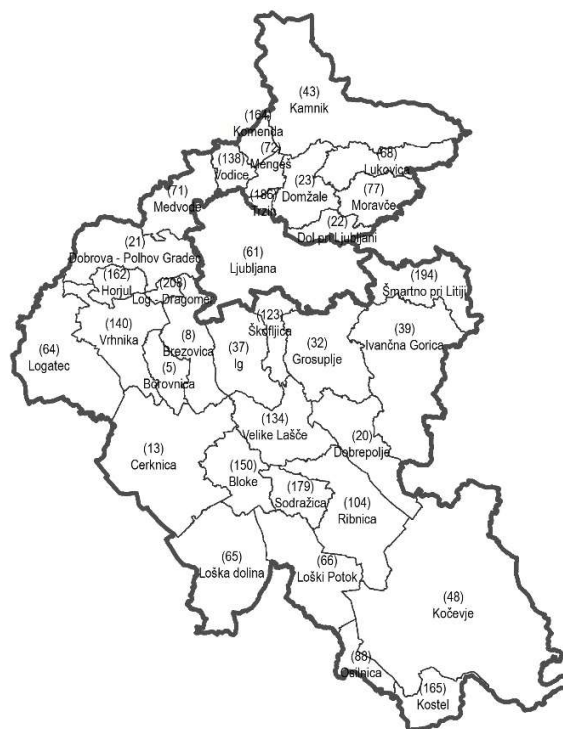 (43)
Kamnik
(164)
Komenda
(72)
Mengeš
(138)
Vodice
(68)
Lukovica
(23)
Domžale
(77)
Moravče
(186)
Trzin
(71)
Medvode
(22)
Dol pri Ljubljani
(21)
Dobrova - Polhov Gradec
(61)
Ljubljana
(162)
Horjul
(208)
Log - Dragomer
(194)
Šmartno pri Litiji
(123)
Škofljica
(39)
Ivančna Gorica
(140)
Vrhnika
(8)
Brezovica
(32)
Grosuplje
(64)
Logatec
(37)
Ig
(5)
Borovnica
(134)
Velike Lašče
(20)
Dobrepolje
(13)
Cerknica
(150)
Bloke
(179)
Sodražica
(104)
Ribnica
(65)
Loška dolina
(66)
Loški Potok
(48)
Kočevje
(88)
Osilnica
(165)
Kostel